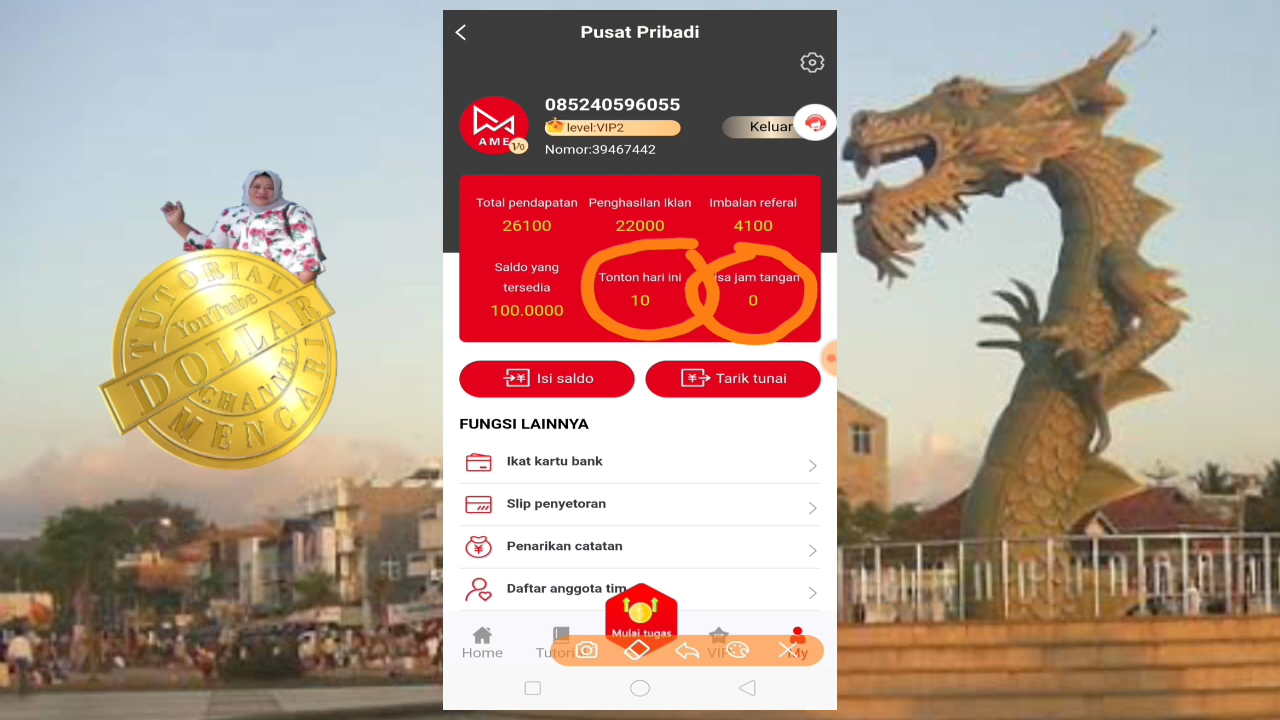 TUTORIAL
YouTube
DOLLAR
CHANNEL
MENCARI
Pusat Pribadi
085240596055
level:VIP2
Keluar
AME
V0
Nomor:39467442
Total pendapatan
Penghasilan Iklan
Imbalan referal
26100
22000
4100
Saldo yang
tersedia
Tonton hari ini
jam tangan
100.0000
10
0
Isi saldo
Tarik tunai
FUNGSI LAINNYA
Ikat kartu bank
Slip penyetoran
Penarikan catatan
Daftar anggota tim
Mulai tugas
Home
My